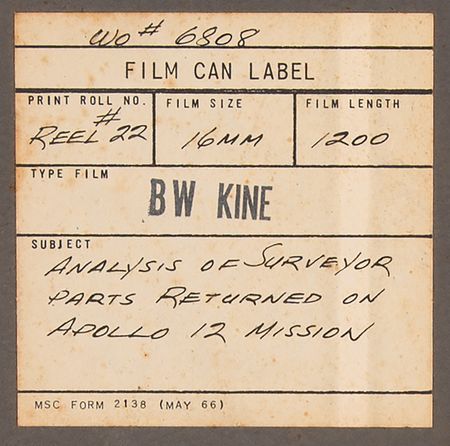 WO # 6808
FILM CAN LABEL
PRINT ROLL NO. FILM SIZE FILM LENGTH
REEL # 22 16MM 1200
TYPE FILM
BW KINE
SUBJECT
ANALYSIS OF SURVEYOR
PARTS RETURNED ON
APOLLO 12 MISSION
MSC FORM 2138 (MAY 66)